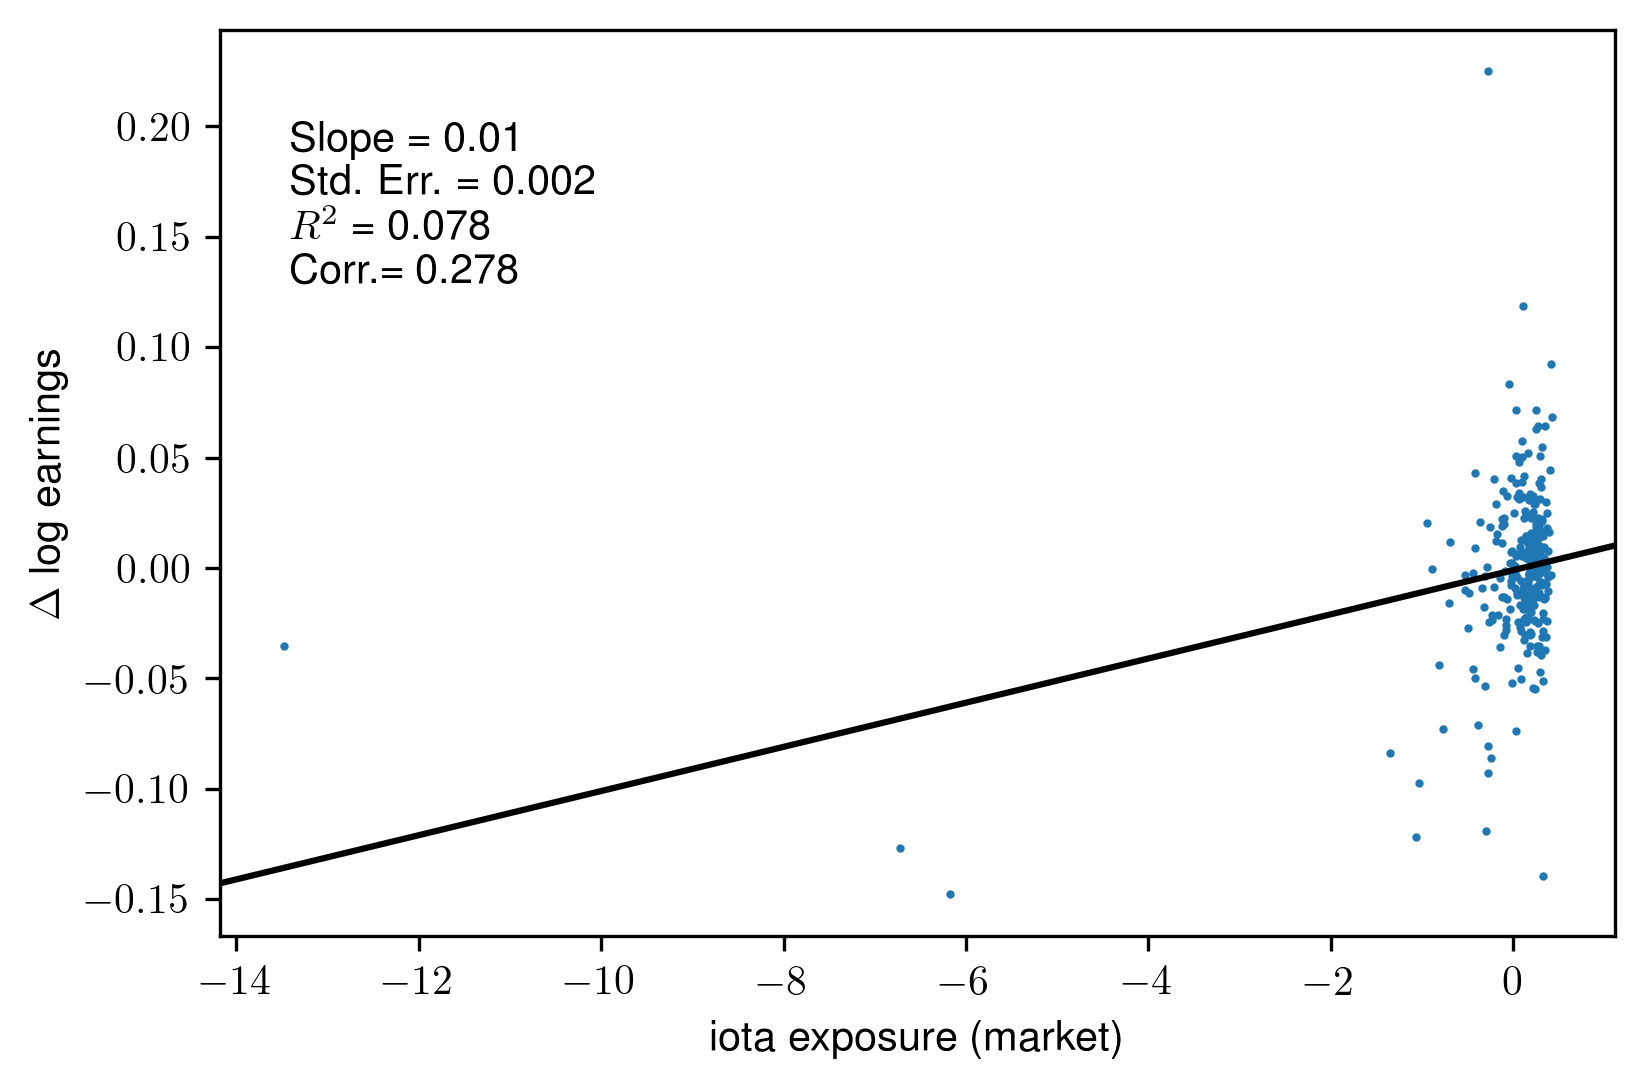 Slope = 0.01
Std. Err. = 0.002
R² = 0.078
Corr.= 0.278
0.20
0.15
0.10
0.05
0.00
−0.05
−0.10
−0.15
Δ log earnings
−14 −12 −10 −8 −6 −4 −2 0
iota exposure (market)